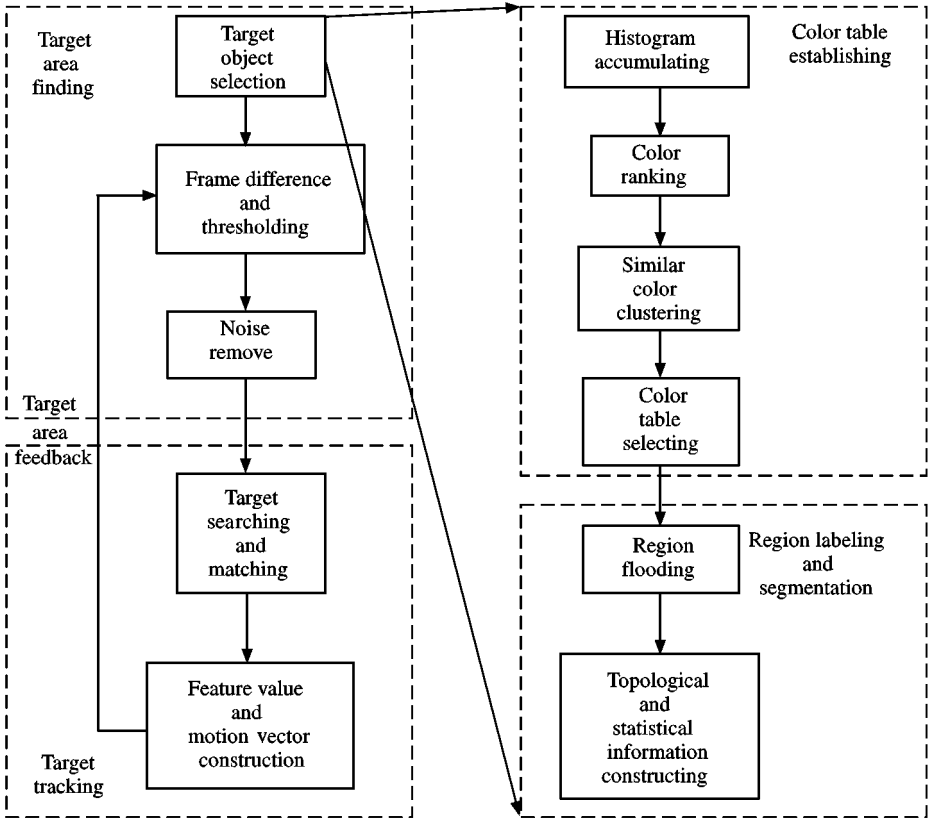 Target
area
finding
Target
object
selection
Frame difference
and
thresholding
Noise
remove
Target
area
feedback
Target
searching
and
matching
Feature value
and
motion vector
construction
Target
tracking
Histogram
accumulating
Color table
establishing
Color
ranking
Similar
color
clustering
Color
table
selecting
Region
flooding
Region labeling
and
segmentation
Topological
and
statistical
information
constructing